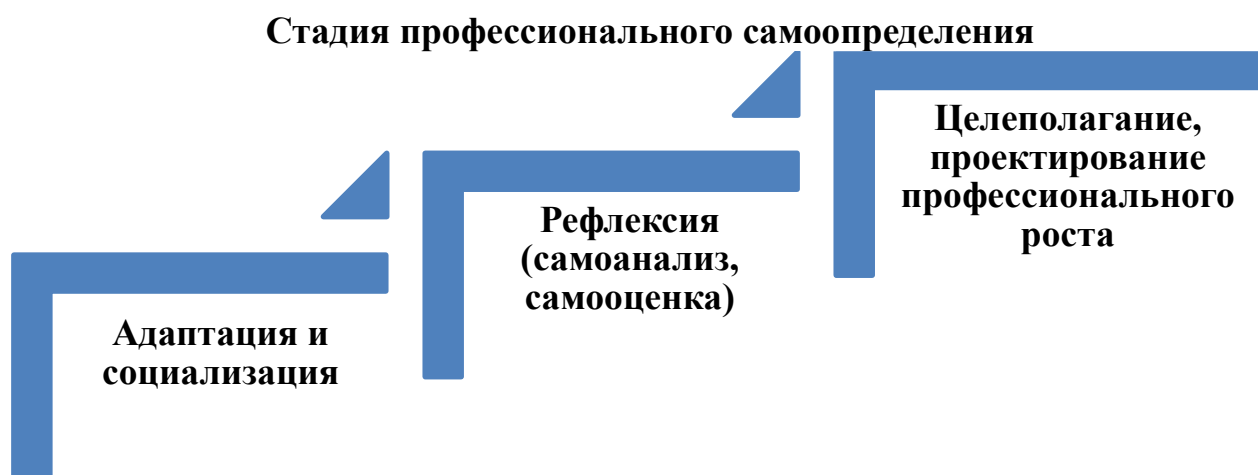 Стадия профессионального самоопределения
Адаптация и
социализация
Рефлексия
(самоанализ,
самооценка)
Целеполагание,
проектирование
профессионального
роста